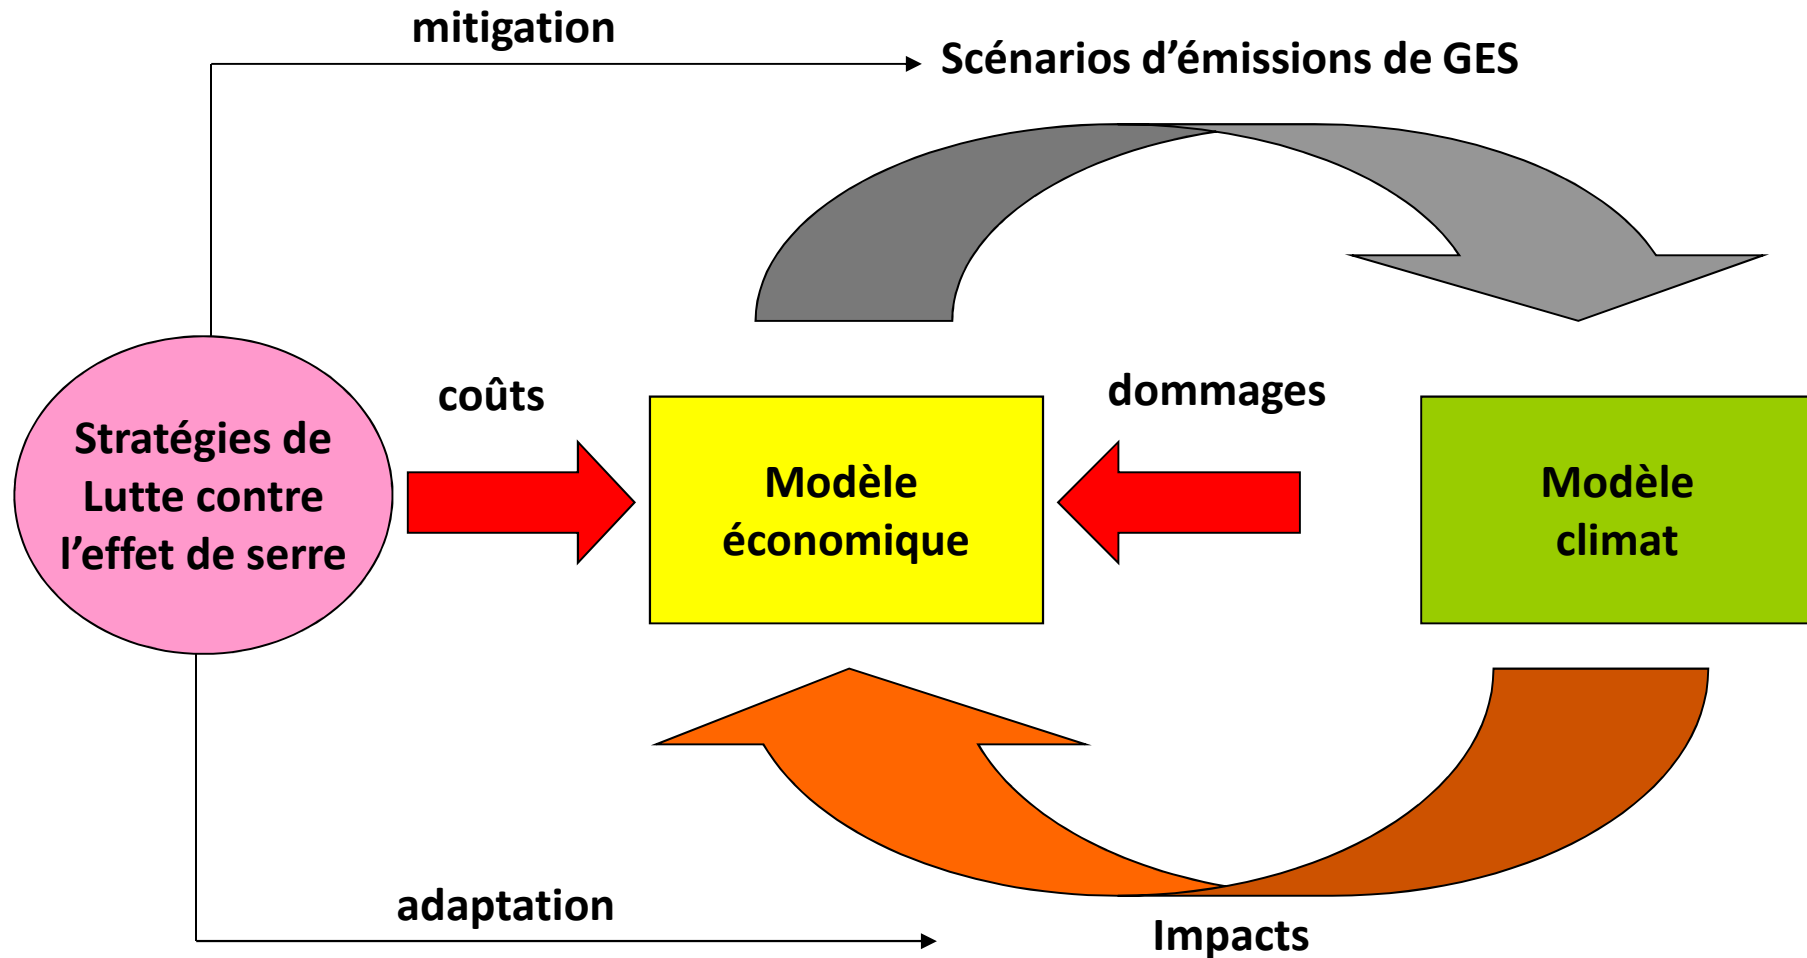 mitigation
Scénarios d’émissions de GES
coûts
dommages
Stratégies de
Lutte contre
l’effet de serre
Modèle
économique
Modèle
climat
adaptation
Impacts